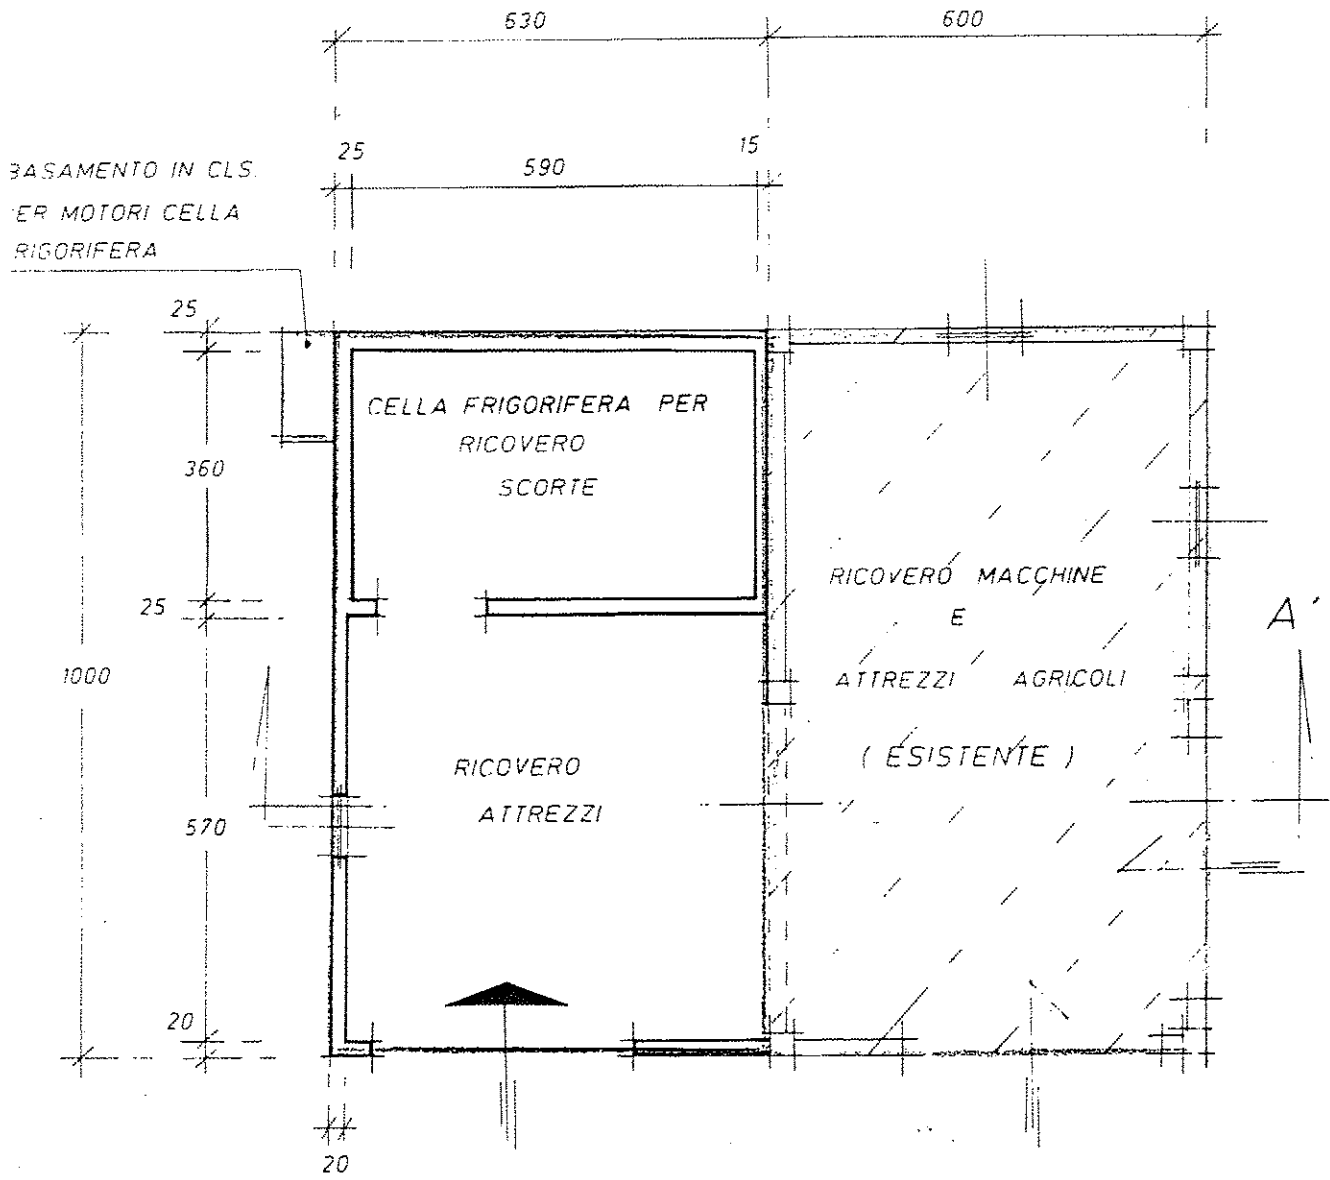 630
600
25
590
15
BASAMENTO IN CLS.
ER MOTORI CELLA
RIGORIFERA
25
360
25
1000
570
20
20
CELLA FRIGORIFERA PER
RICOVERO
SCORTE
RICOVERO
ATTREZZI
RICOVERO MACCHINE
E
ATTREZZI AGRICOLI
( ESISTENTE )
A'